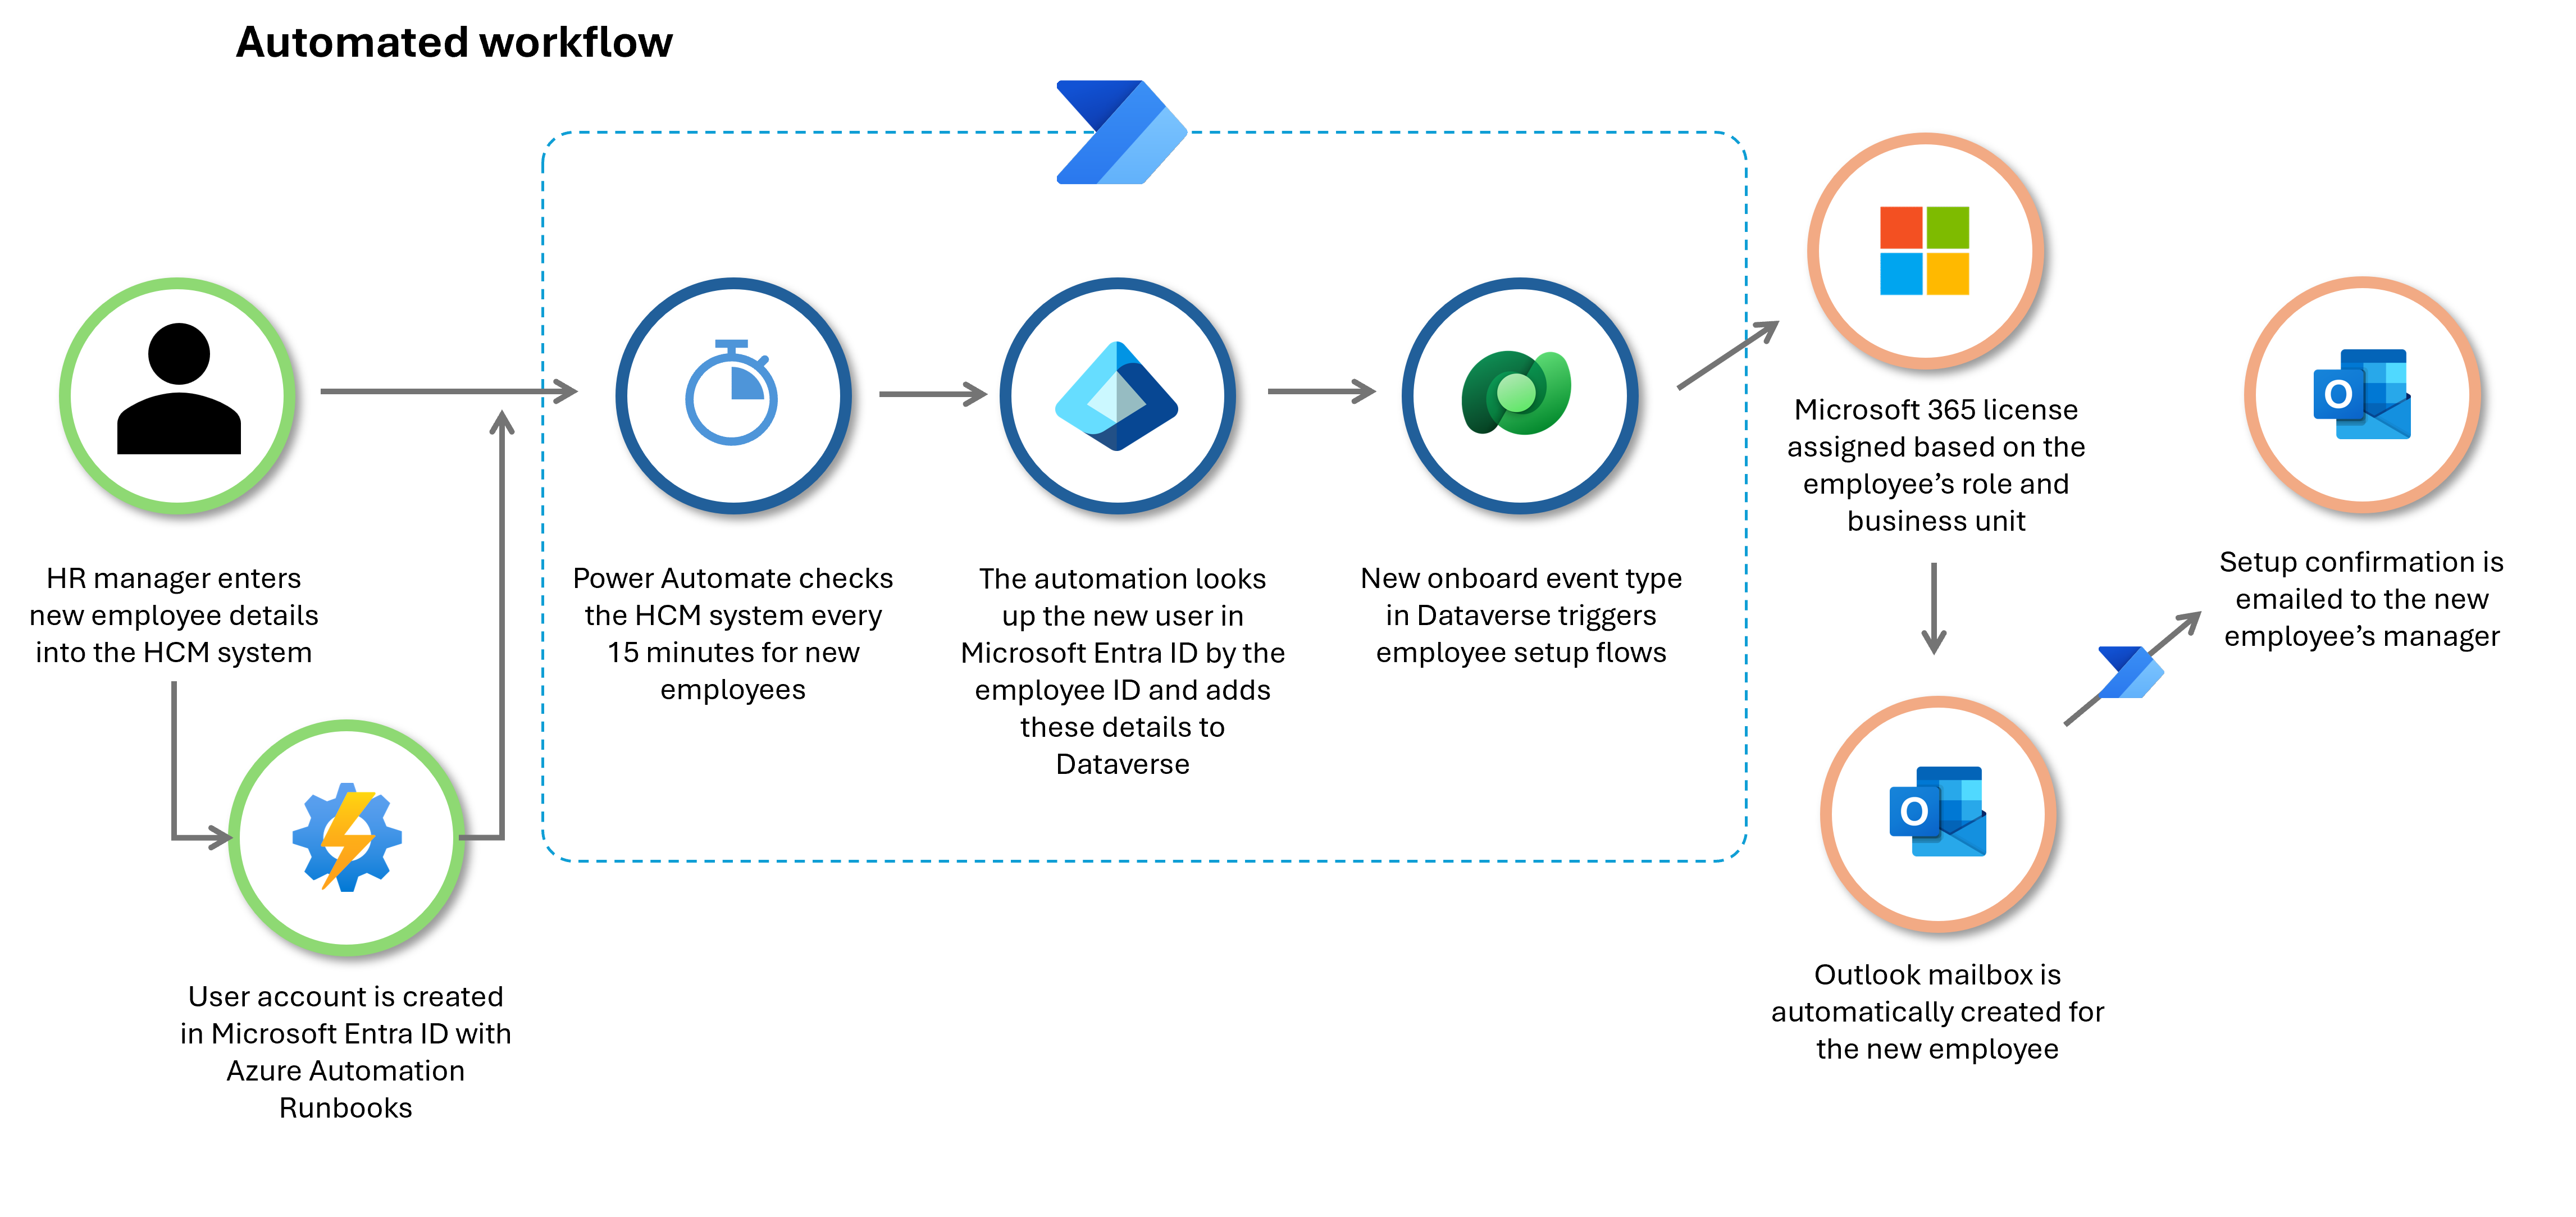 Automated workflow
HR manager enters
new employee details
into the HCM system
User account is created
in Microsoft Entra ID with
Azure Automation
Runbooks
Power Automate checks
the HCM system every
15 minutes for new
employees
The automation looks
up the new user in
Microsoft Entra ID by the
employee ID and adds
these details to
Dataverse
New onboard event type
in Dataverse triggers
employee setup flows
Microsoft 365 license
assigned based on the
employee’s role and
business unit
O
Outlook mailbox is
automatically created for
the new employee
O
Setup confirmation is
emailed to the new
employee’s manager